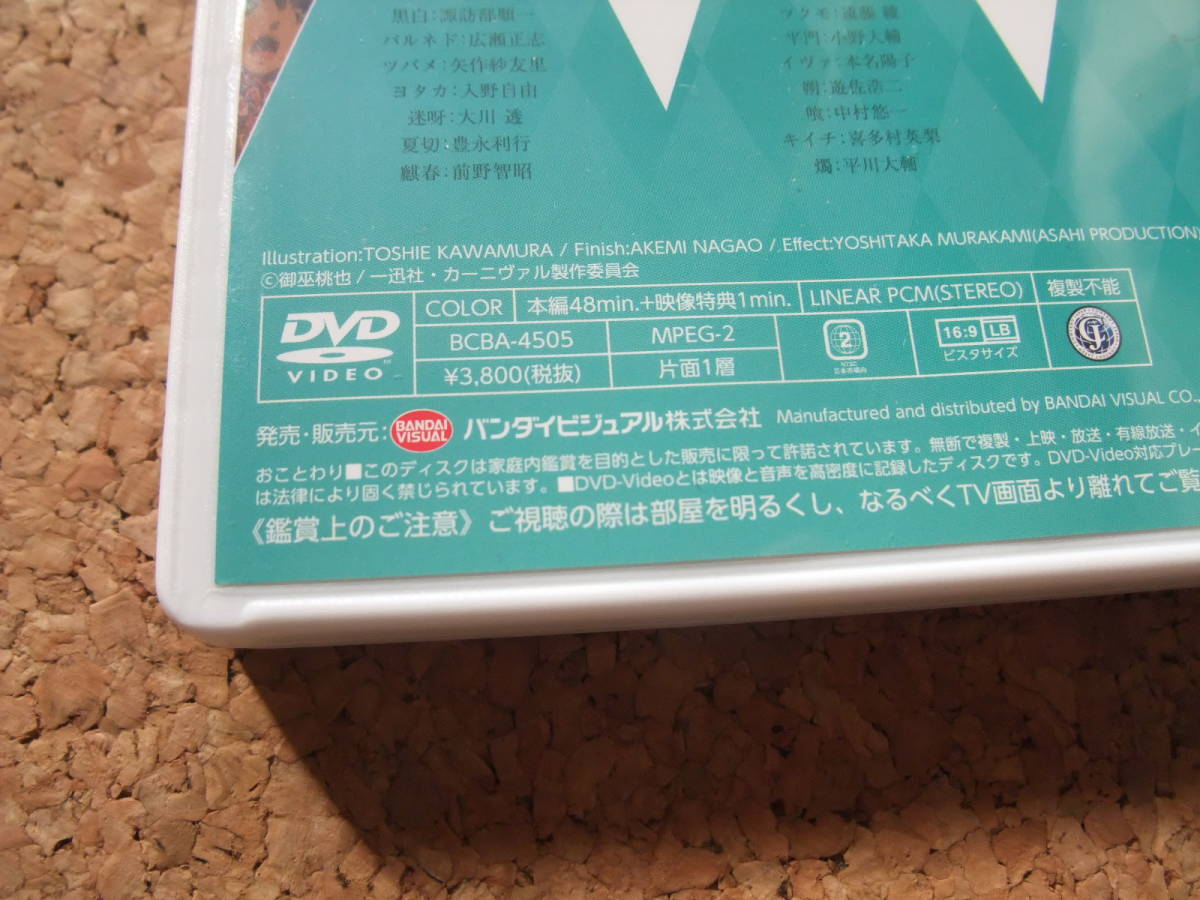 黒白:諏訪部順一
パルネド:広瀬正志
ツバメ:矢作紗友里
ヨタカ:入野自由
迷呀:大川 透
夏切:豊永利行
麒春:前野智昭
ツクモ:遠藤 綾
平門:小野大輔
イヴァ:本名陽子
朔:遊佐浩二
喰:中村悠一
キイチ:喜多村英梨
燭:平川大輔
Illustration:TOSHIE KAWAMURA / Finish:AKEMI NAGAO / Effect:YOSHITAKA MURAKAMI(ASAHI PRODUCTION)
©御巫桃也 / 一迅社・カーニヴァル製作委員会
DVD VIDEO
COLOR 本編48min.+映像特典1min. LINEAR PCM(STEREO) 複製不能
BCBA-4505 MPEG-2 2 NTSC 日本市場向 16:9 LB ビスタサイズ
¥3,800(税抜) 片面1層
発売・販売元: BANDAI VISUAL バンダイビジュアル株式会社 Manufactured and distributed by BANDAI VISUAL CO.,
おことわり■このディスクは家庭内鑑賞を目的とした販売に限って許諾されています。無断で複製・上映・放送・有線放送・イ
は法律により固く禁じられています。■DVD-Videoとは映像と音声を高密度に記録したディスクです。DVD-Video対応プレー
《鑑賞上のご注意》ご視聴の際は部屋を明るくし、なるべくTV画面より離れてご覧